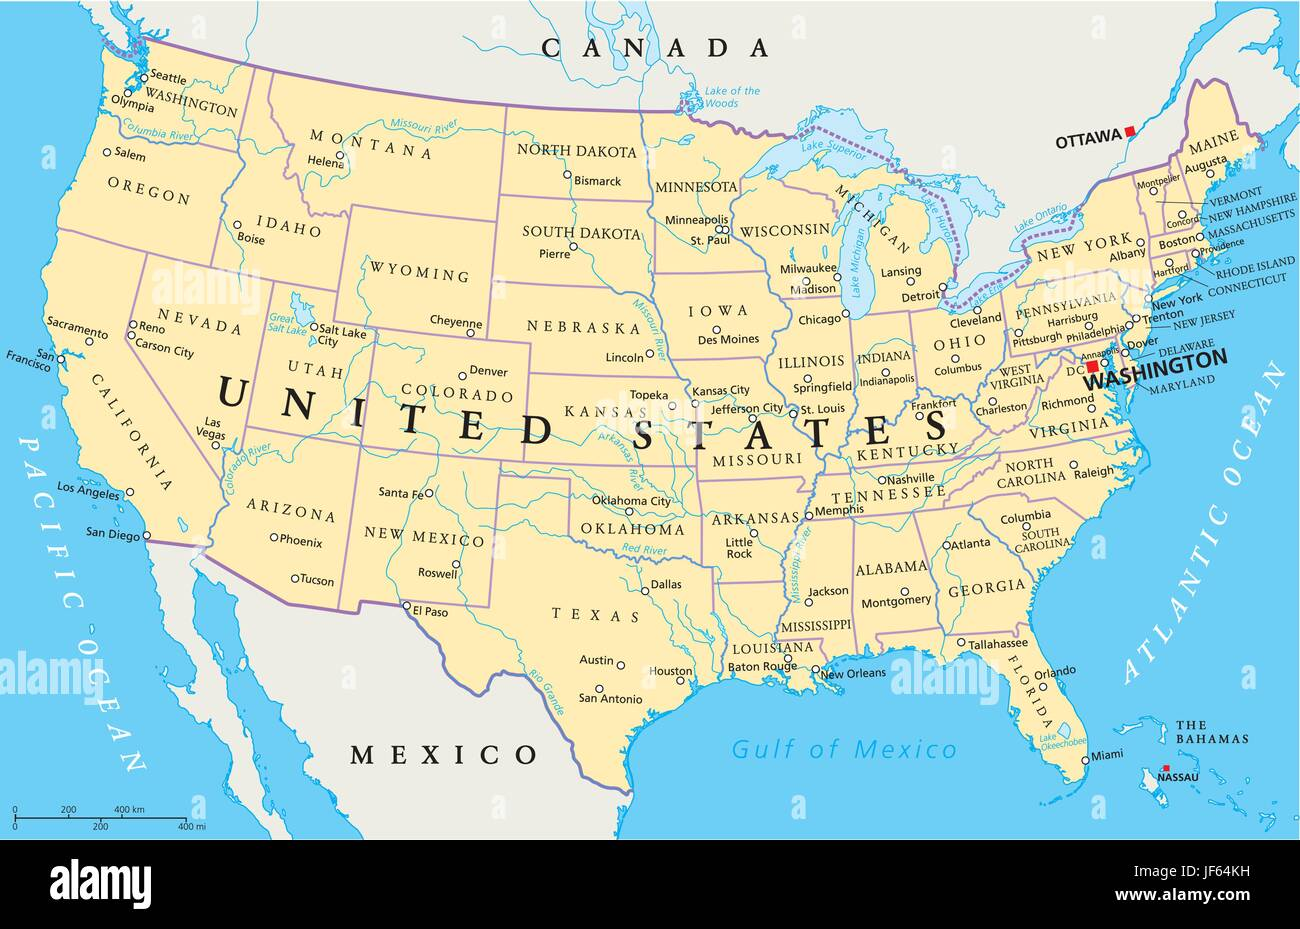 CANADA
Lake of the
Woods
Seattle
Olympia
WASHINGTON
Columbia River
Salem
OREGON
MONTANA
Missouri River
Helena
IDAHO
Boise
NORTH DAKOTA
Bismarck
SOUTH DAKOTA
Pierre
MINNESOTA
Minneapolis
St. Paul
Lake Superior
WISCONSIN
Milwaukee
Madison
MICHIGAN
Lake Michigan
Lake Huron
Lansing
Detroit
OTTAWA
Lake Ontario
Lake Erie
MAINE
Augusta
Montpelier
VERMONT
Concord
NEW HAMPSHIRE
MASSACHUSETTS
Boston
Providence
RHODE ISLAND
Hartford
CONNECTICUT
NEW YORK
Albany
New York
Trenton
NEW JERSEY
PENNSYLVANIA
Harrisburg
Pittsburgh
Philadelphia
Dover
DELAWARE
Annapolis
DC
WASHINGTON
MARYLAND
WYOMING
Cheyenne
NEBRASKA
Lincoln
Missouri River
IOWA
Des Moines
Chicago
ILLINOIS
Springfield
INDIANA
Indianapolis
OHIO
Cleveland
Columbus
WEST
VIRGINIA
Charleston
Richmond
VIRGINIA
NEVADA
Reno
Carson City
Sacramento
San
Francisco
CALIFORNIA
Las
Vegas
Great
Salt Lake
Salt Lake
City
UTAH
Denver
COLORADO
UNITED STATES
KANSAS
Topeka
Kansas City
Jefferson City
St. Louis
MISSOURI
Frankfort
KENTUCKY
Arkansas River
Colorado River
Los Angeles
San Diego
ARIZONA
Phoenix
Tucson
Santa Fe
NEW MEXICO
Roswell
El Paso
Oklahoma City
OKLAHOMA
Red River
ARKANSAS
Little
Rock
Nashville
TENNESSEE
Memphis
Mississippi River
NORTH
CAROLINA
Raleigh
Columbia
SOUTH
CAROLINA
Atlanta
GEORGIA
ALABAMA
Montgomery
Jackson
MISSISSIPPI
LOUISIANA
Baton Rouge
New Orleans
TEXAS
Dallas
Austin
Houston
San Antonio
Rio Grande
Tallahassee
FLORIDA
Orlando
Lake
Okeechobee
Miami
PACIFIC OCEAN
ATLANTIC OCEAN
Gulf of Mexico
MEXICO
THE
BAHAMAS
NASSAU
0 200 400 km
0 200 400 mi
a alamy stock photo
alamy
JF64KH
www.alamy.com